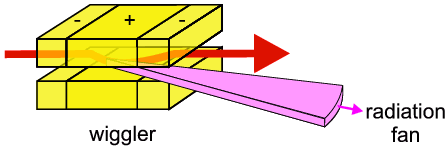 - + -
wiggler
radiation
fan